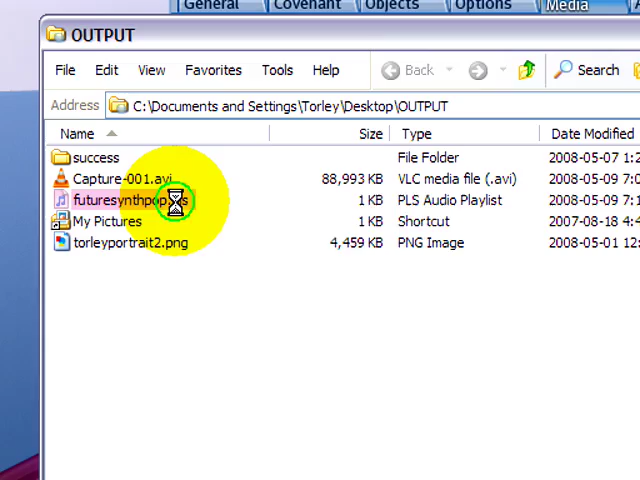 General Covenant Objects Options Media
OUTPUT
File Edit View Favorites Tools Help Back Search
Address C:\Documents and Settings\Torley\Desktop\OUTPUT
Name Size Type Date Modified
success File Folder 2008-05-07 1:2
Capture-001.avi 88,993 KB VLC media file (.avi) 2008-05-09 7:0
futuresynthpop 1 KB PLS Audio Playlist 2008-05-09 7:1
My Pictures 1 KB Shortcut 2007-08-18 4:4
torleyportrait2.png 4,459 KB PNG Image 2008-05-01 12: